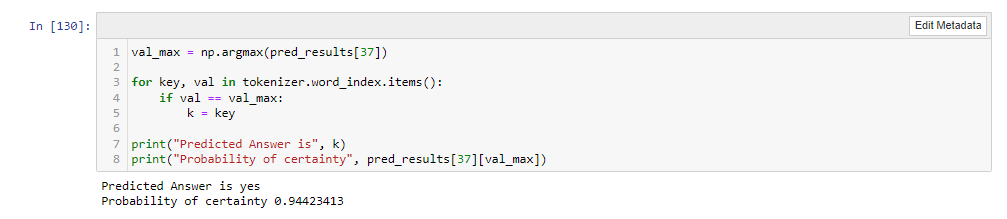 In [130]:
Edit Metadata
1 val_max = np.argmax(pred_results[37])
2
3 for key, val in tokenizer.word_index.items():
4     if val == val_max:
5         k = key
6
7 print("Predicted Answer is", k)
8 print("Probability of certainty", pred_results[37][val_max])
Predicted Answer is yes
Probability of certainty 0.94423413